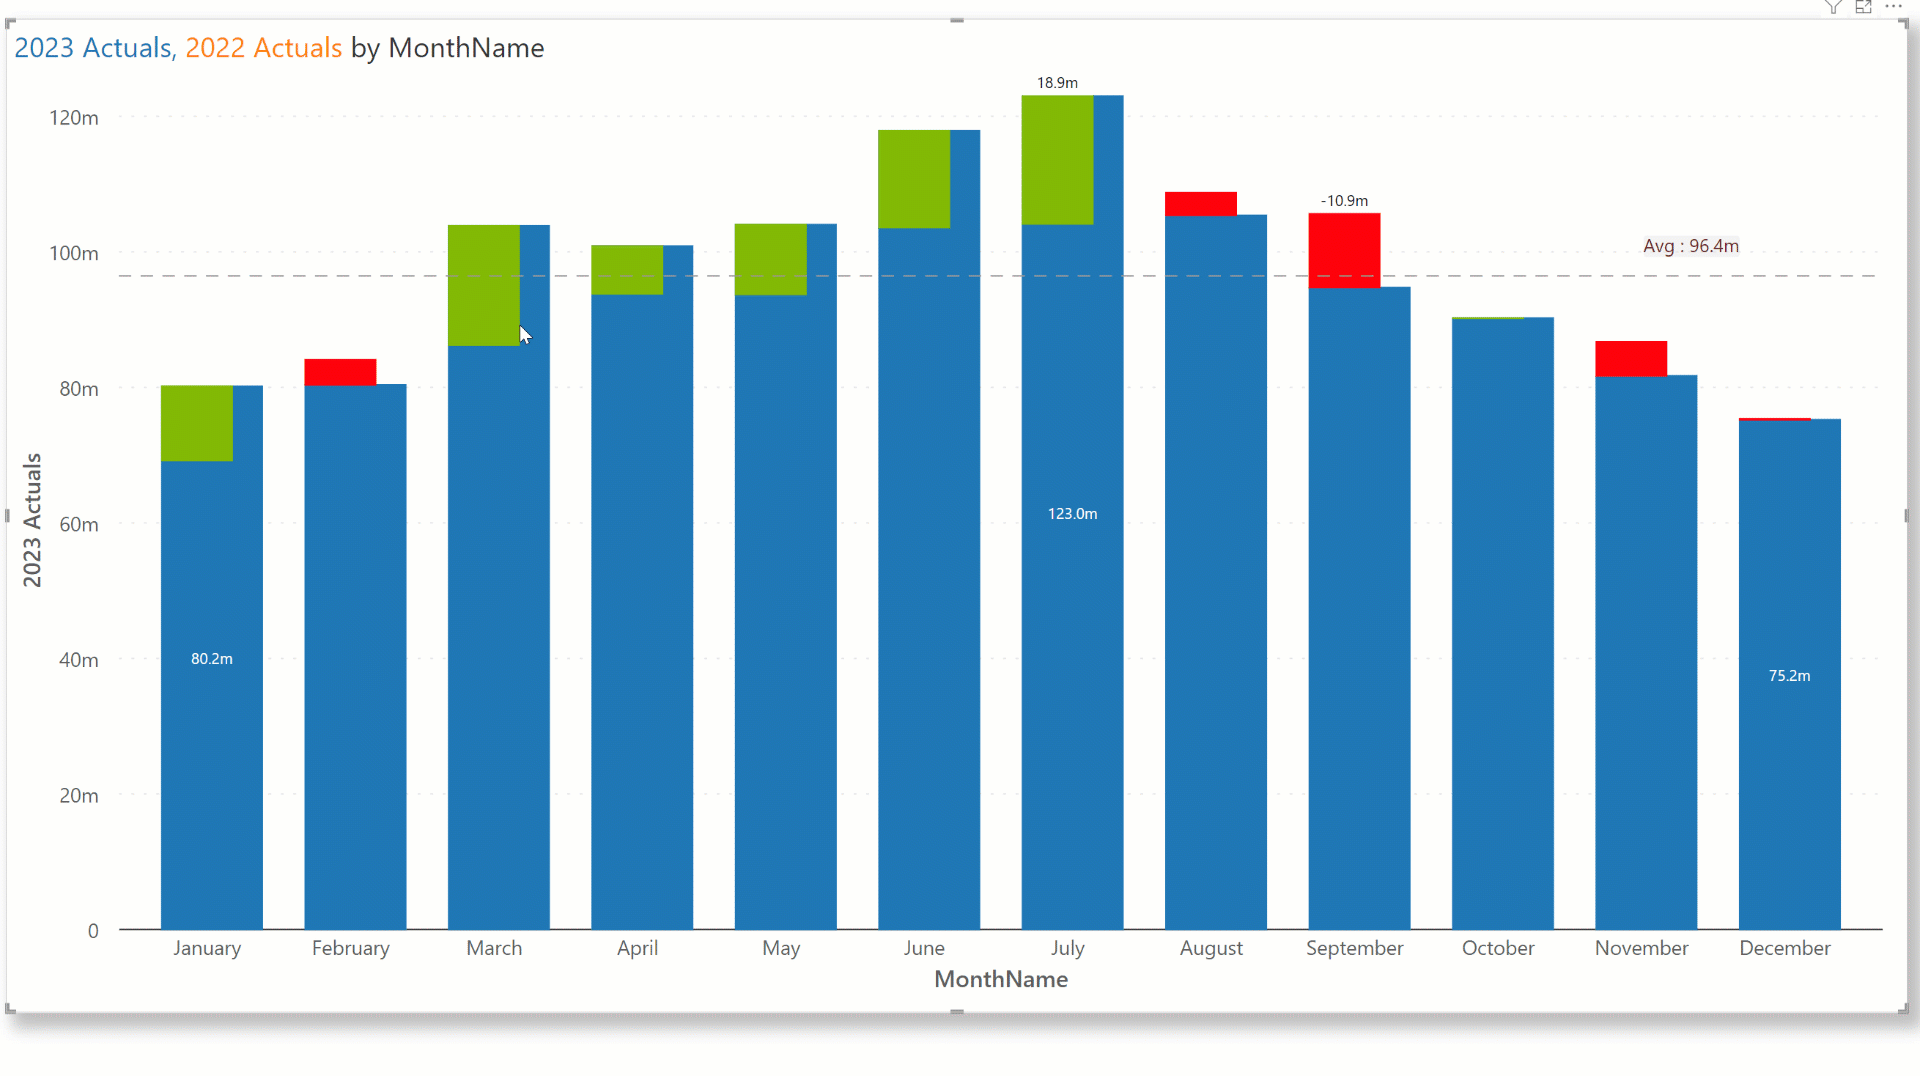 2023 Actuals, 2022 Actuals by MonthName
18.9m
120m
-10.9m
100m
Avg : 96.4m
80m
60m
123.0m
40m
80.2m
75.2m
20m
0
2023 Actuals
January February March April May June July August September October November December
MonthName